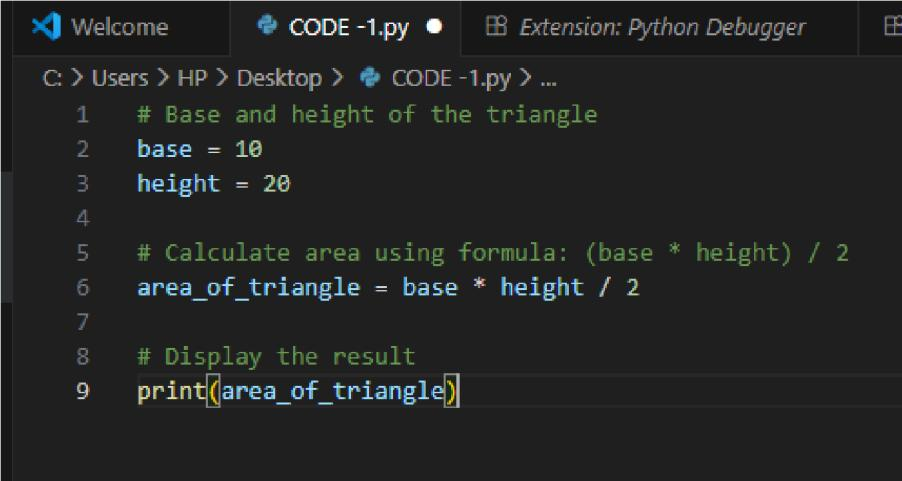 Welcome CODE -1.py Extension: Python Debugger
C: > Users > HP > Desktop > CODE -1.py > ...
1 # Base and height of the triangle
2 base = 10
3 height = 20
4
5 # Calculate area using formula: (base * height) / 2
6 area_of_triangle = base * height / 2
7
8 # Display the result
9 print(area_of_triangle)